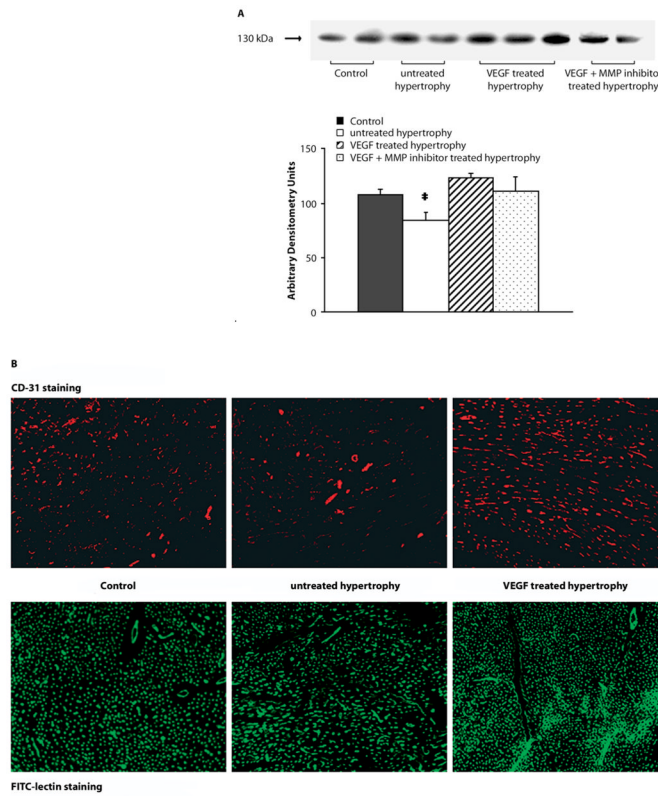 A
130 kDa
Control
untreated
hypertrophy
VEGF treated
hypertrophy
VEGF + MMP inhibito
treated hypertrophy
Control
untreated hypertrophy
VEGF treated hypertrophy
VEGF + MMP inhibitor treated hypertrophy
Arbitrary Densitometry Units
150
100
50
0
‡
B
CD-31 staining
Control
untreated hypertrophy
VEGF treated hypertrophy
FITC-lectin staining